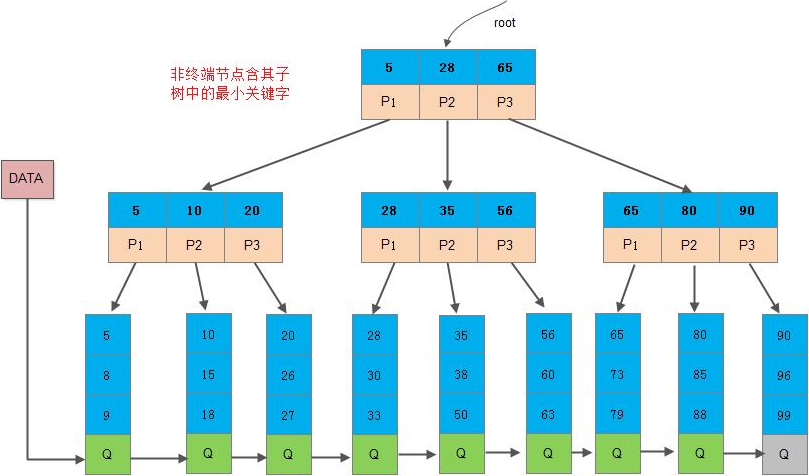 root
5 28 65
P1 P2 P3
非终端节点含其子
树中的最小关键字
DATA
5 10 20
P1 P2 P3
28 35 56
P1 P2 P3
65 80 90
P1 P2 P3
5 10 20 28 35 56 65 80 90
8 15 26 30 38 60 73 85 96
9 18 27 33 50 63 79 88 99
Q Q Q Q Q Q Q Q Q